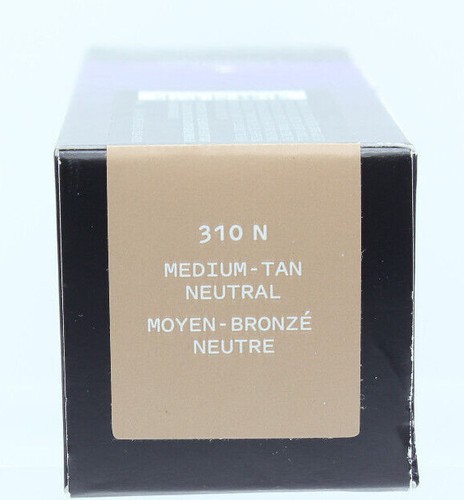 310 N
MEDIUM-TAN
NEUTRAL
MOYEN-BRONZÉ
NEUTRE